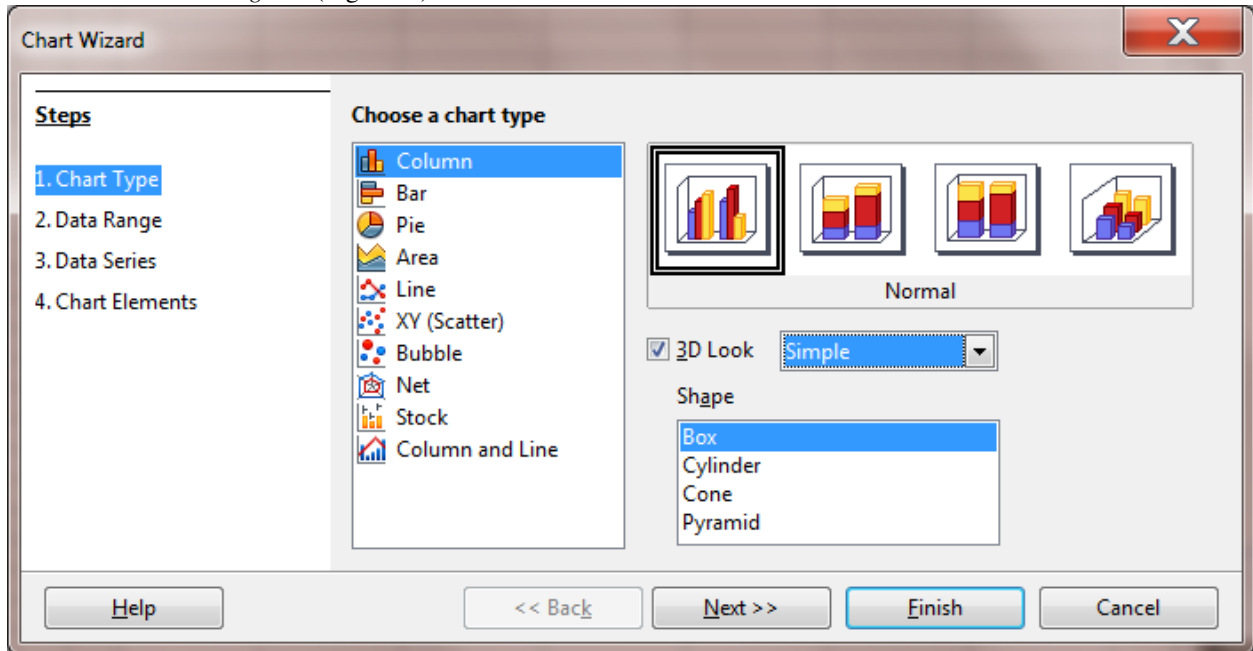 Chart Wizard
Steps
1. Chart Type
2. Data Range
3. Data Series
4. Chart Elements
Choose a chart type
Column
Bar
Pie
Area
Line
XY (Scatter)
Bubble
Net
Stock
Column and Line
Normal
3D Look Simple
Shape
Box
Cylinder
Cone
Pyramid
Help << Back Next >> Finish Cancel